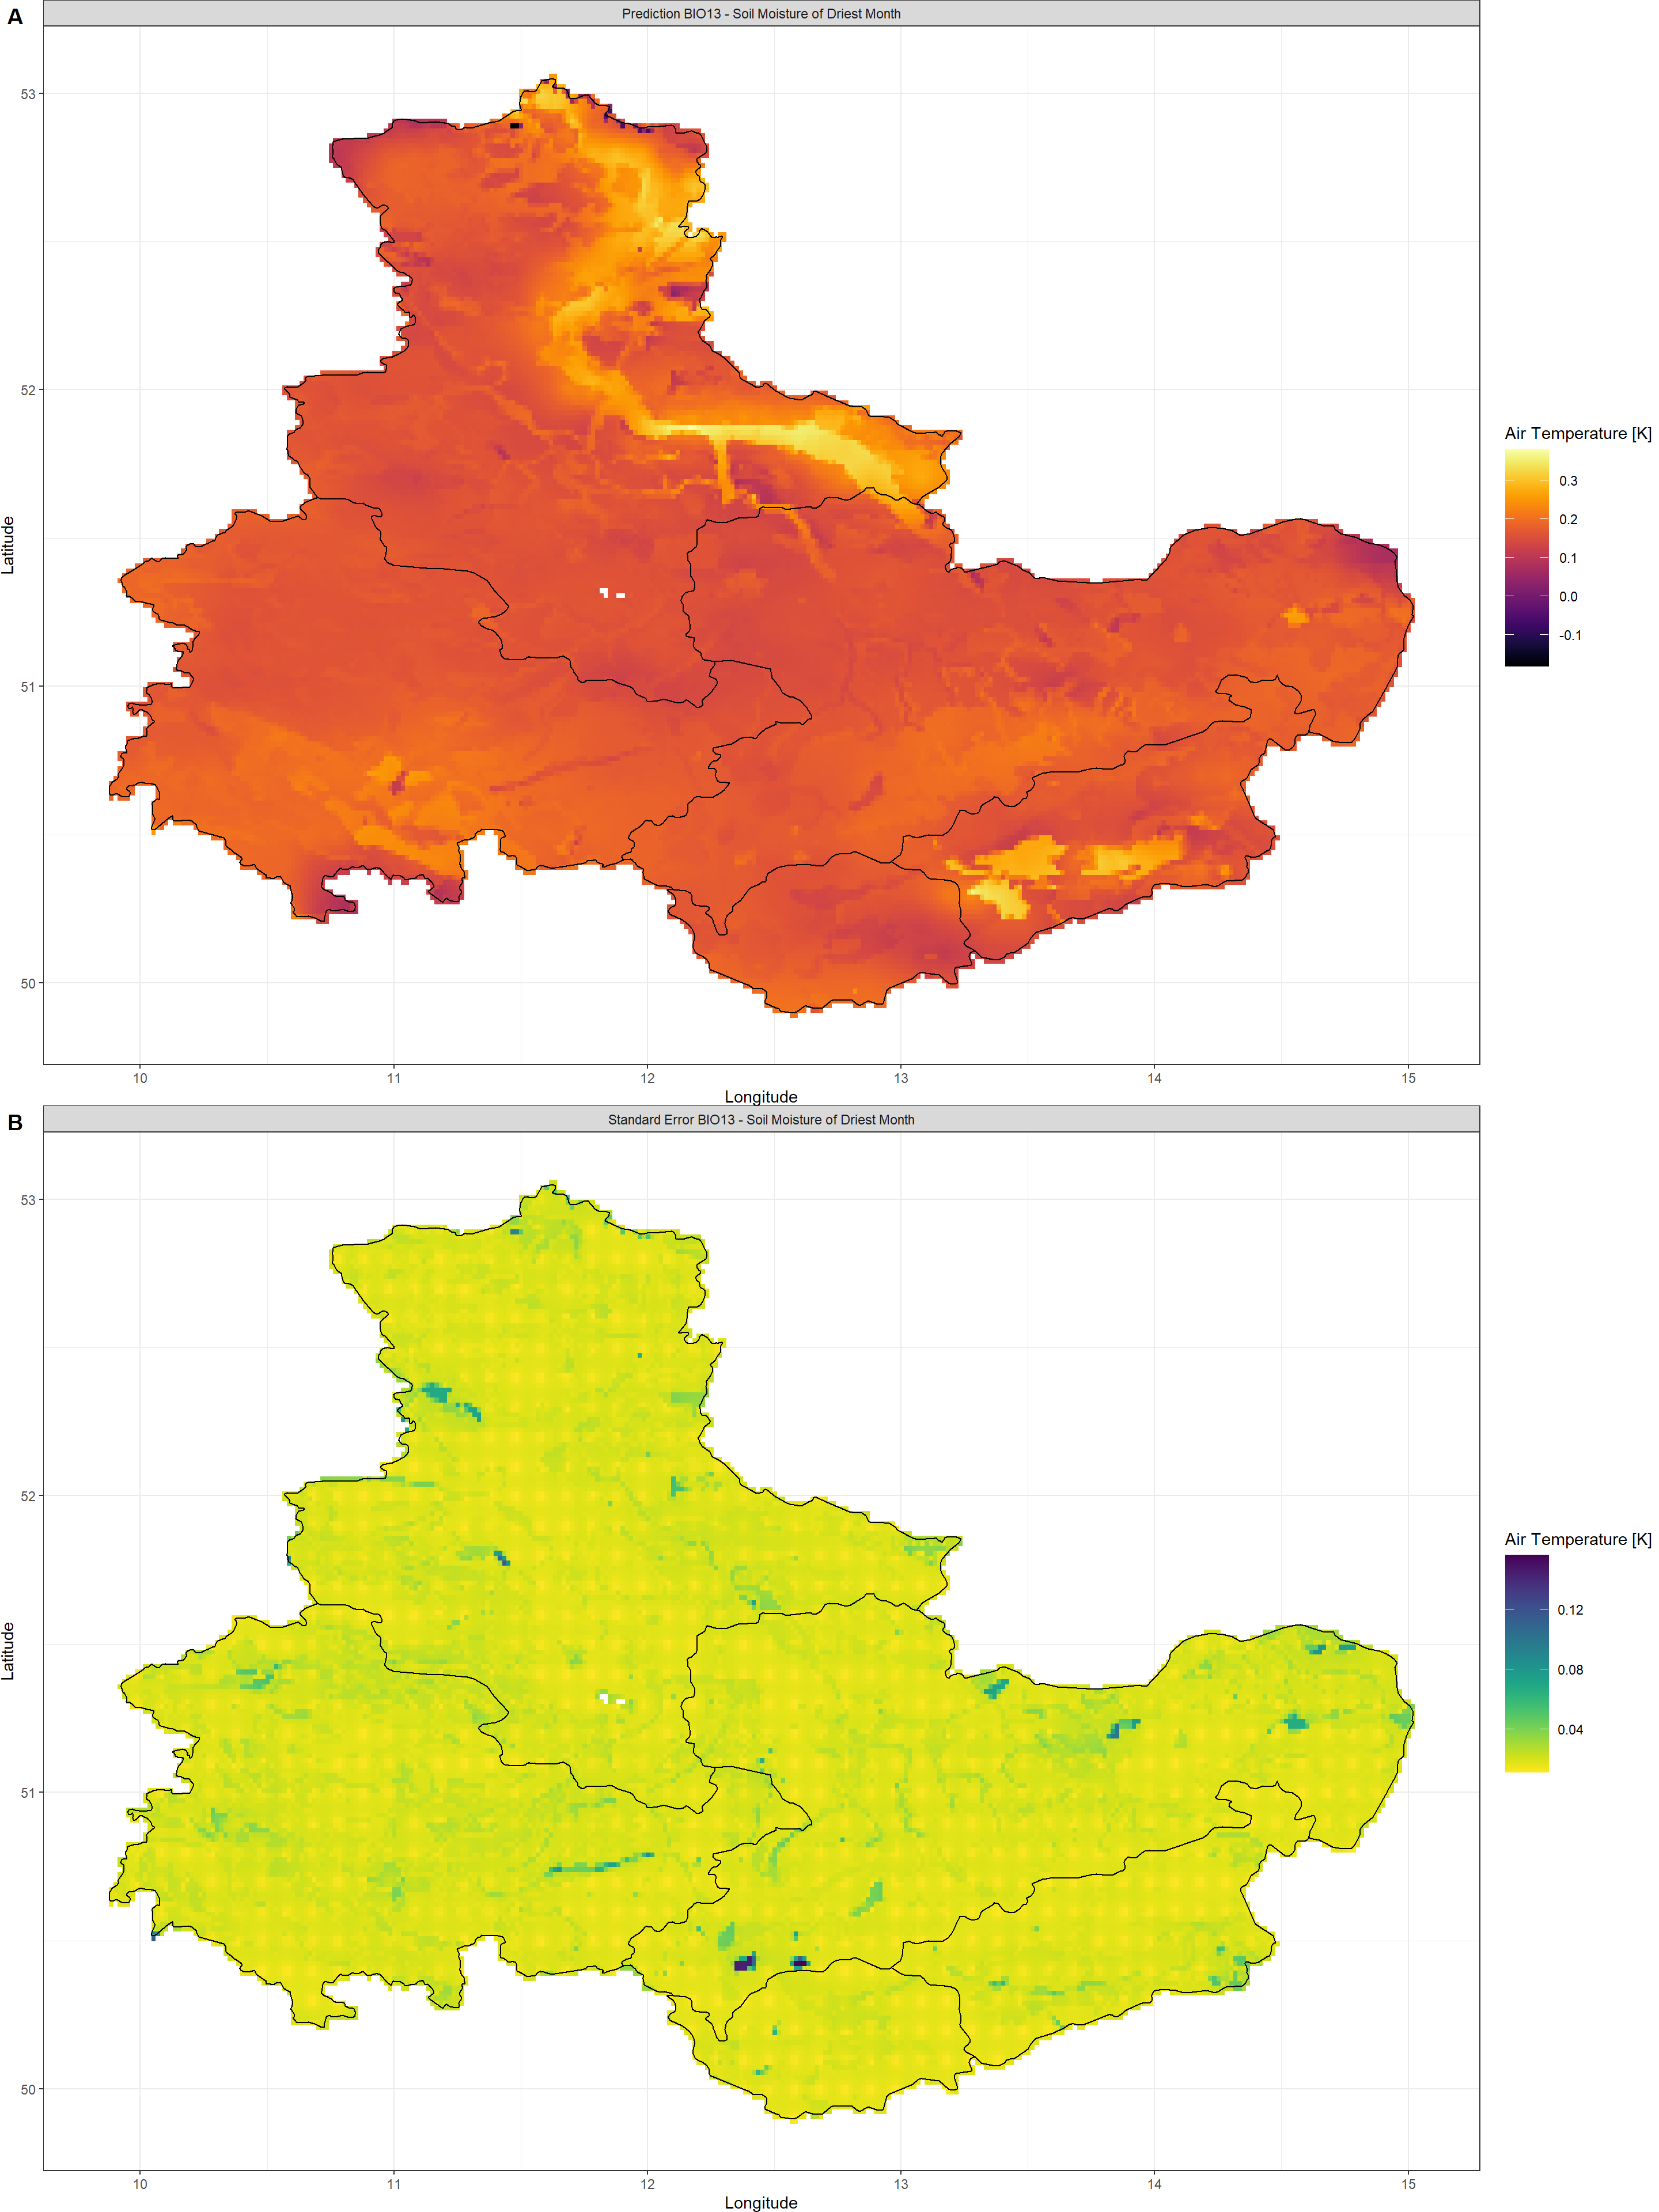 A
Prediction BIO13 - Soil Moisture of Driest Month
53
52
51
50
Latitude
10 11 12 13 14 15
Longitude
Air Temperature [K]
0.3
0.2
0.1
0.0
-0.1
B
Standard Error BIO13 - Soil Moisture of Driest Month
53
52
51
50
Latitude
10 11 12 13 14 15
Longitude
Air Temperature [K]
0.12
0.08
0.04